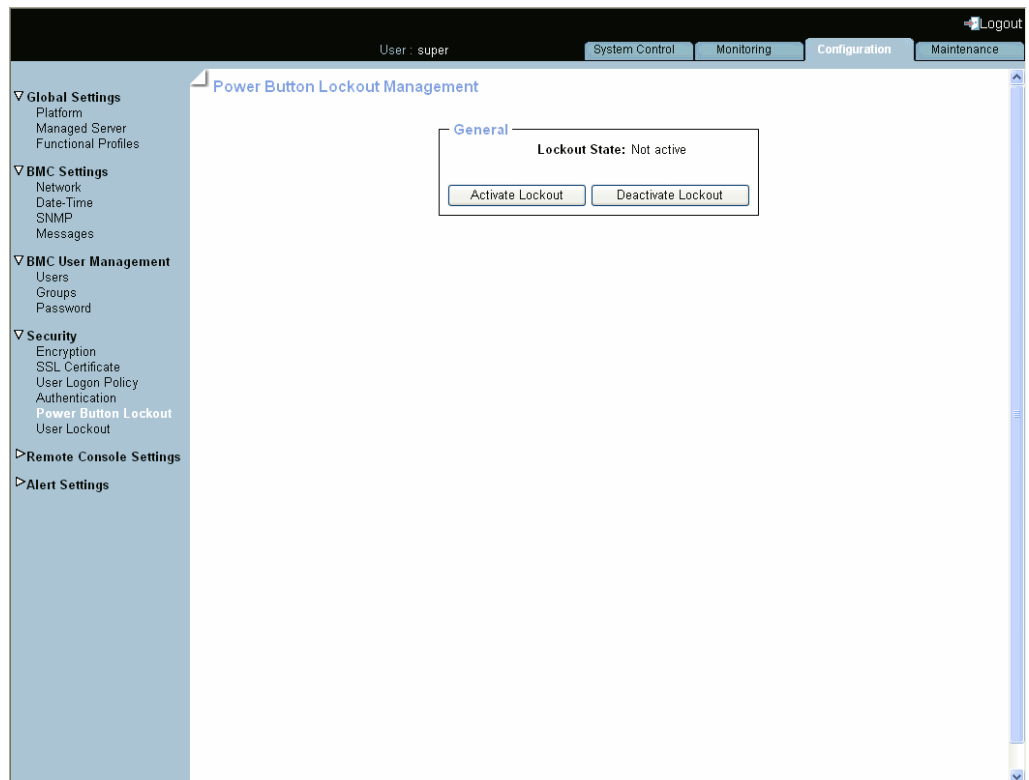 Logout
User : super
System Control
Monitoring
Configuration
Maintenance
Global Settings
Platform
Managed Server
Functional Profiles
BMC Settings
Network
Date-Time
SNMP
Messages
BMC User Management
Users
Groups
Password
Security
Encryption
SSL Certificate
User Logon Policy
Authentication
Power Button Lockout
User Lockout
Remote Console Settings
Alert Settings
Power Button Lockout Management
General
Lockout State: Not active
Activate Lockout
Deactivate Lockout